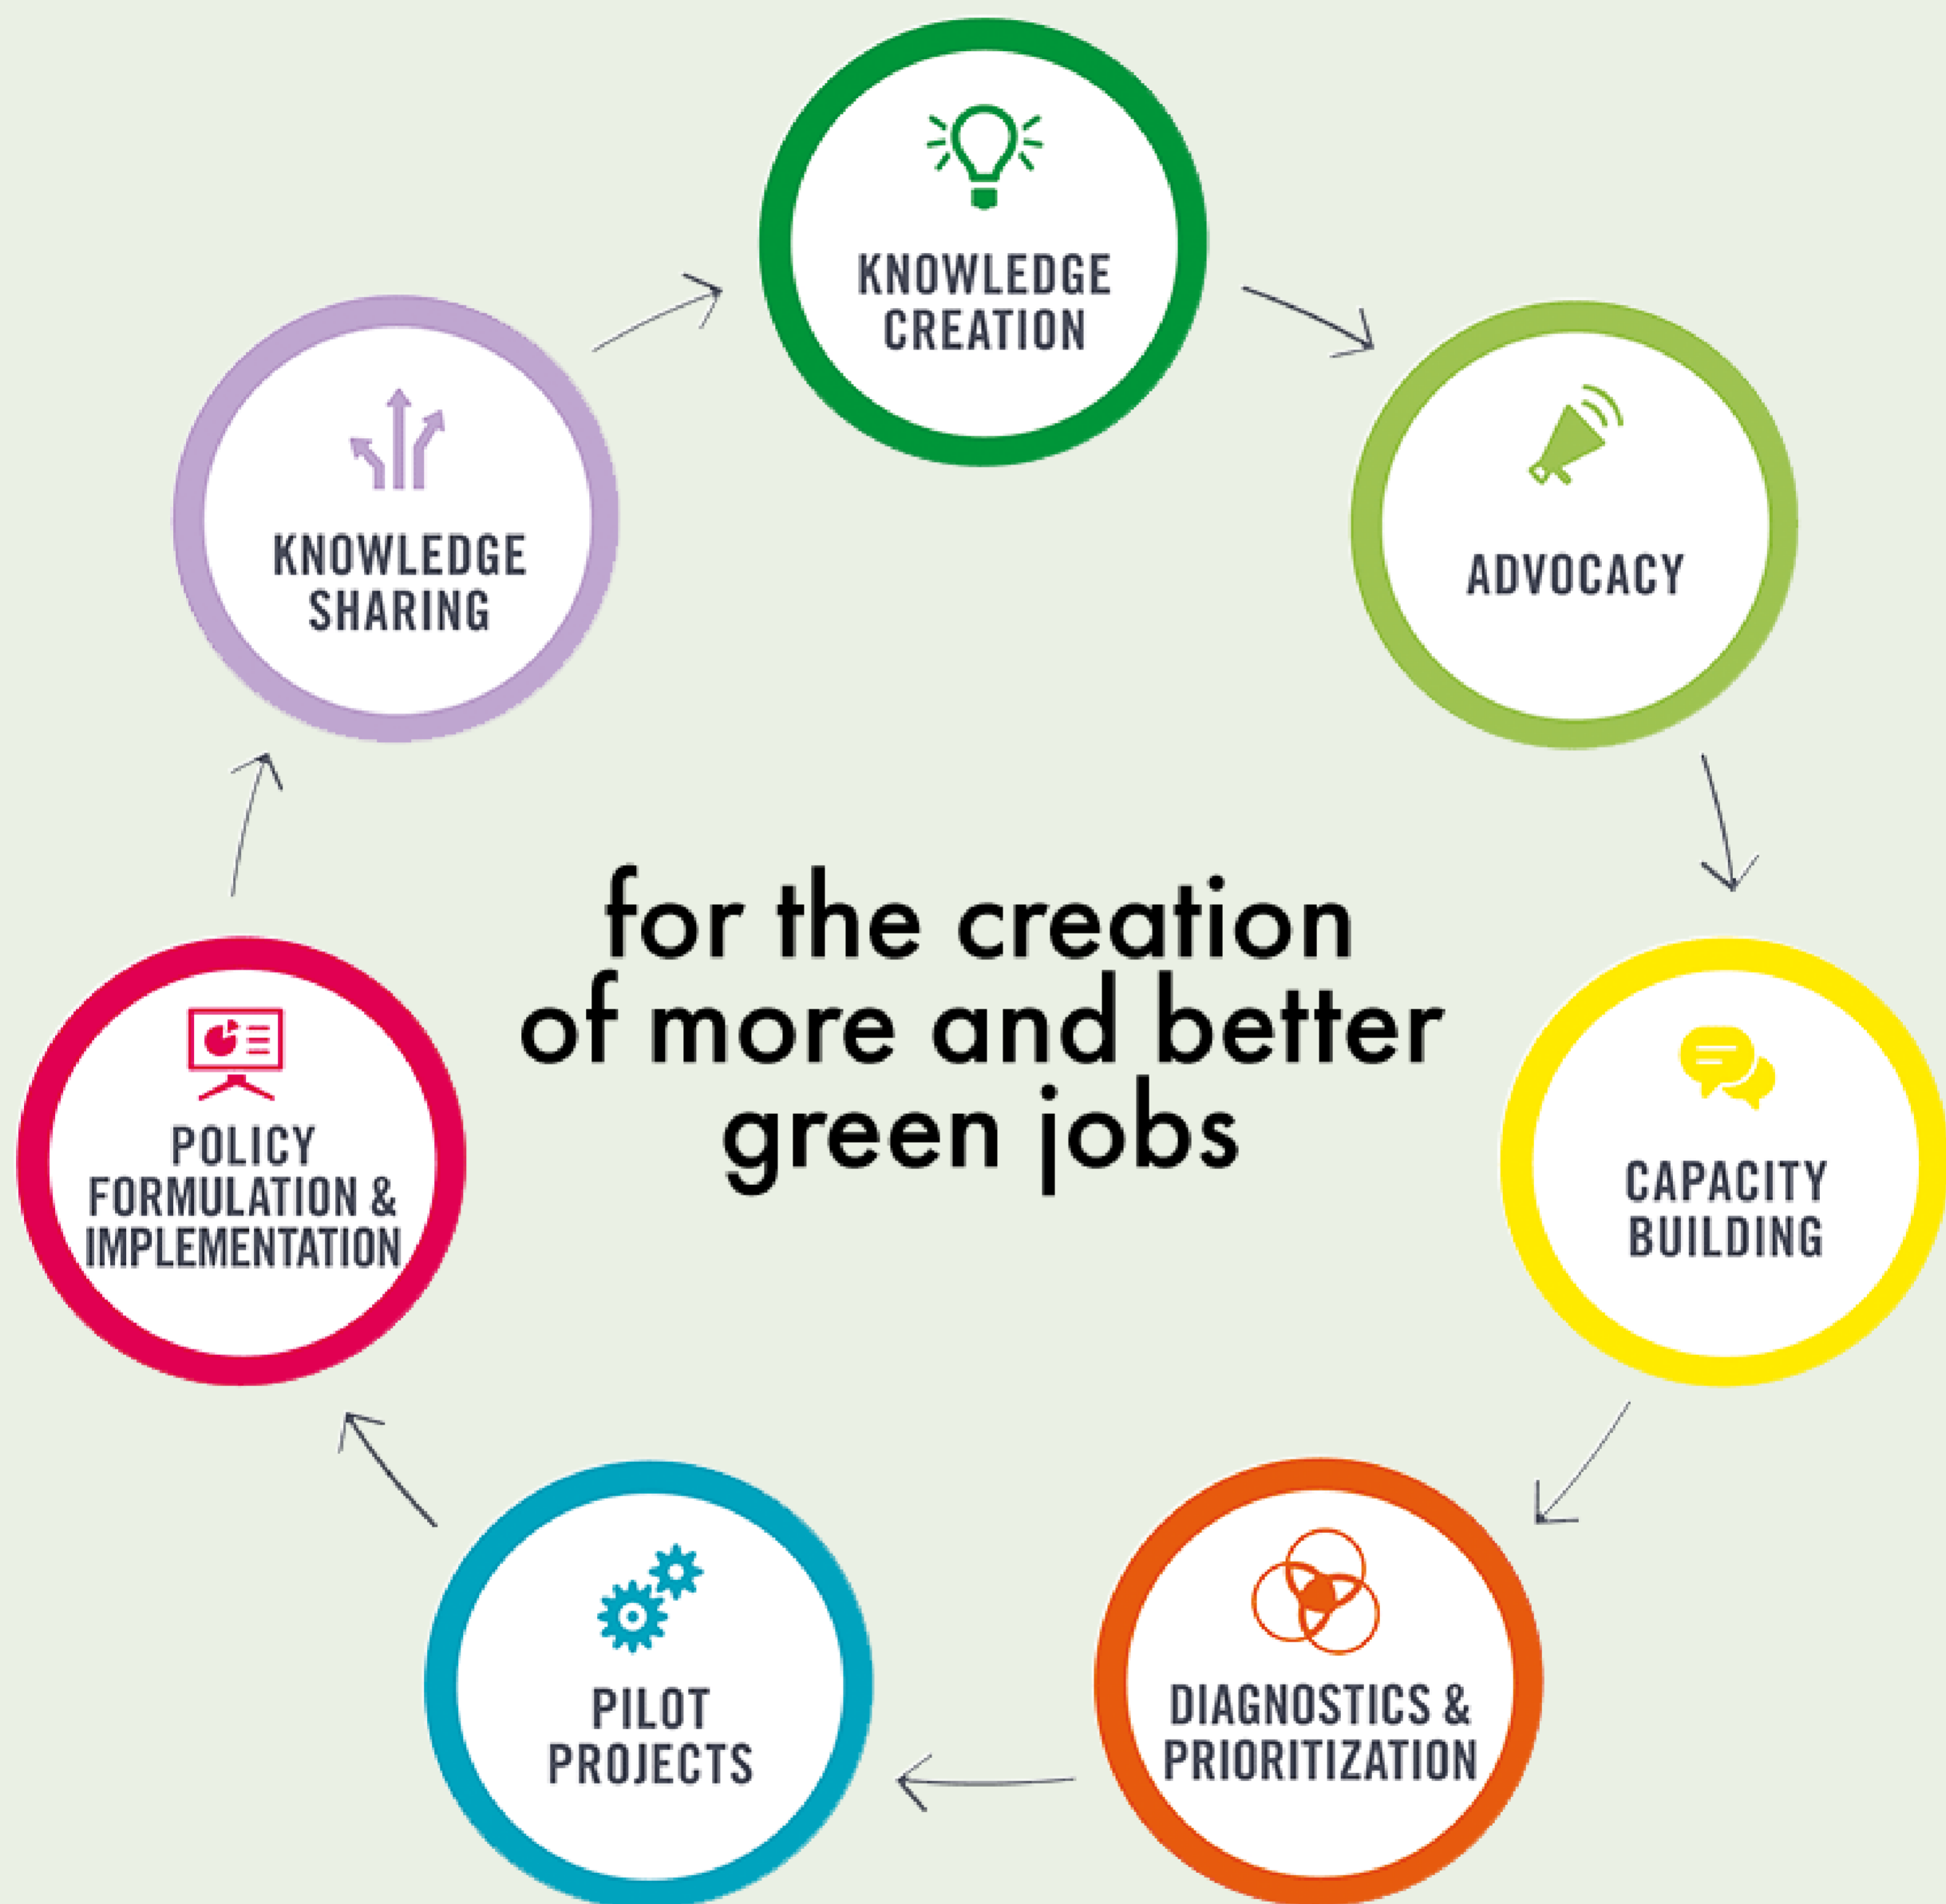 KNOWLEDGE
CREATION
ADVOCACY
CAPACITY
BUILDING
DIAGNOSTICS &
PRIORITIZATION
PILOT
PROJECTS
POLICY
FORMULATION &
IMPLEMENTATION
KNOWLEDGE
SHARING
for the creation
of more and better
green jobs